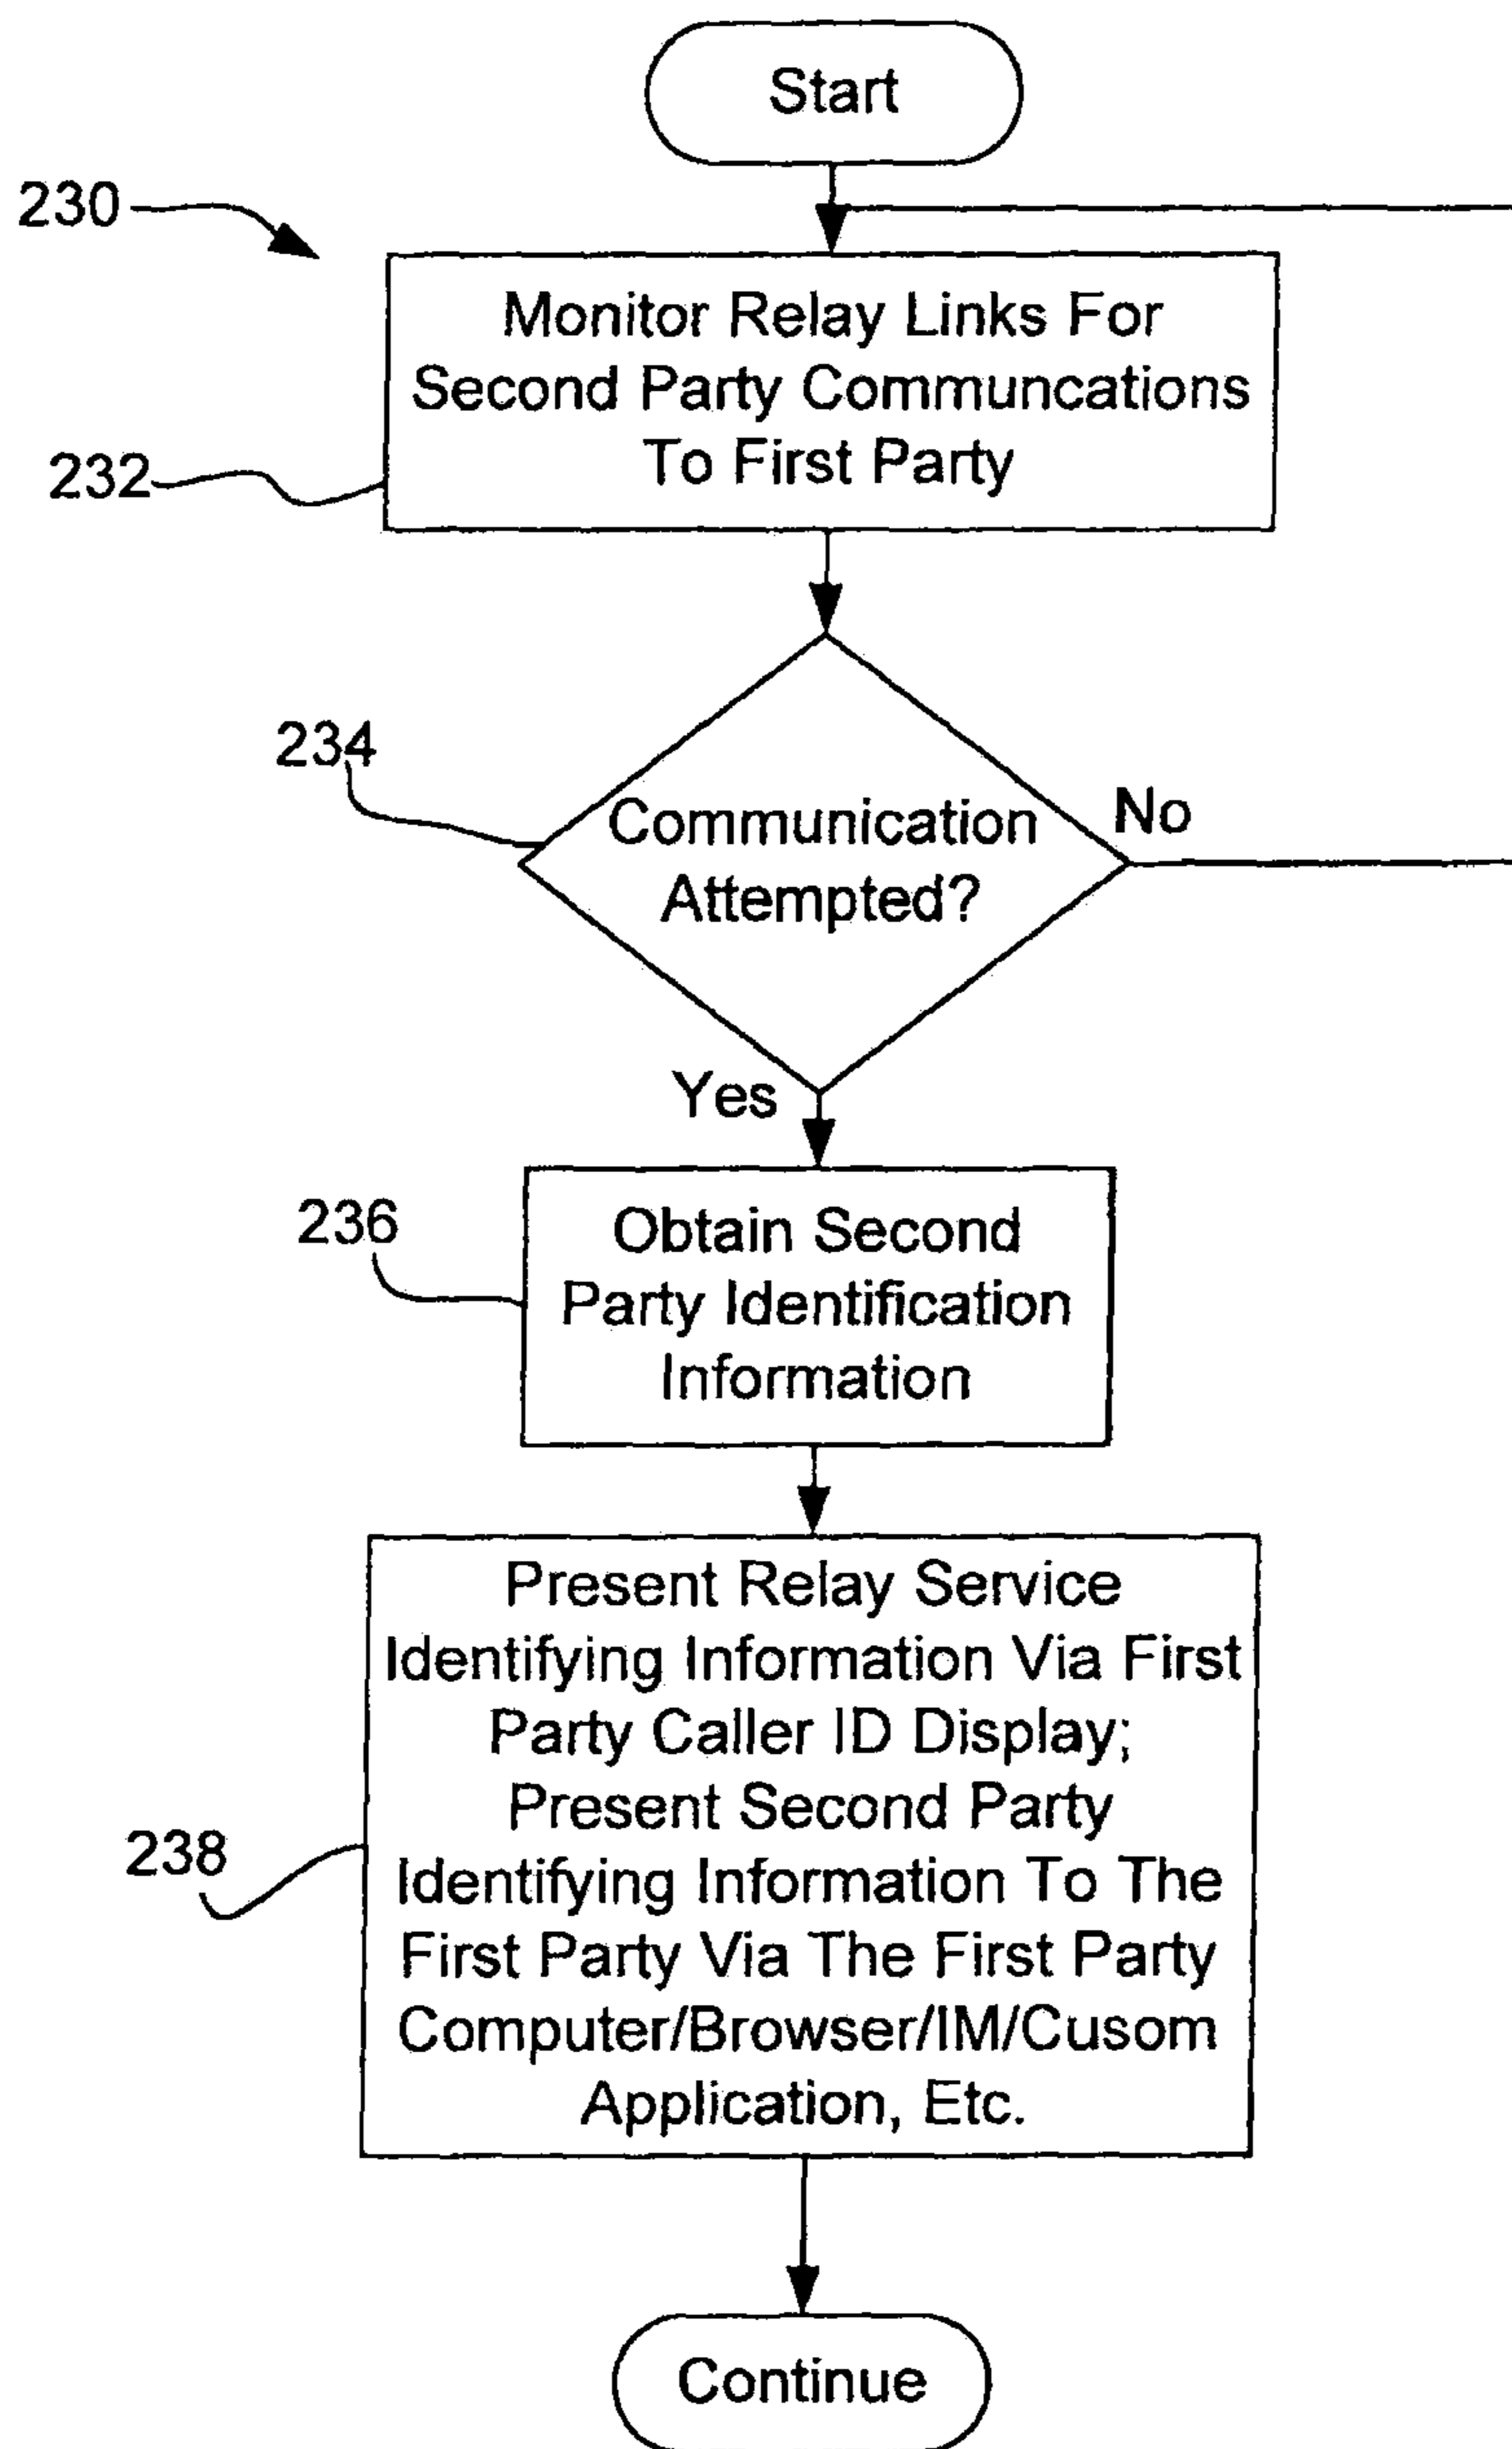 Start
230
Monitor Relay Links For
Second Party Communcations
To First Party
232
234
Communication
Attempted?
No
Yes
236
Obtain Second
Party Identification
Information
Present Relay Service
Identifying Information Via First
Party Caller ID Display;
Present Second Party
238
Identifying Information To The
First Party Via The First Party
Computer/Browser/IM/Cusom
Application, Etc.
Continue